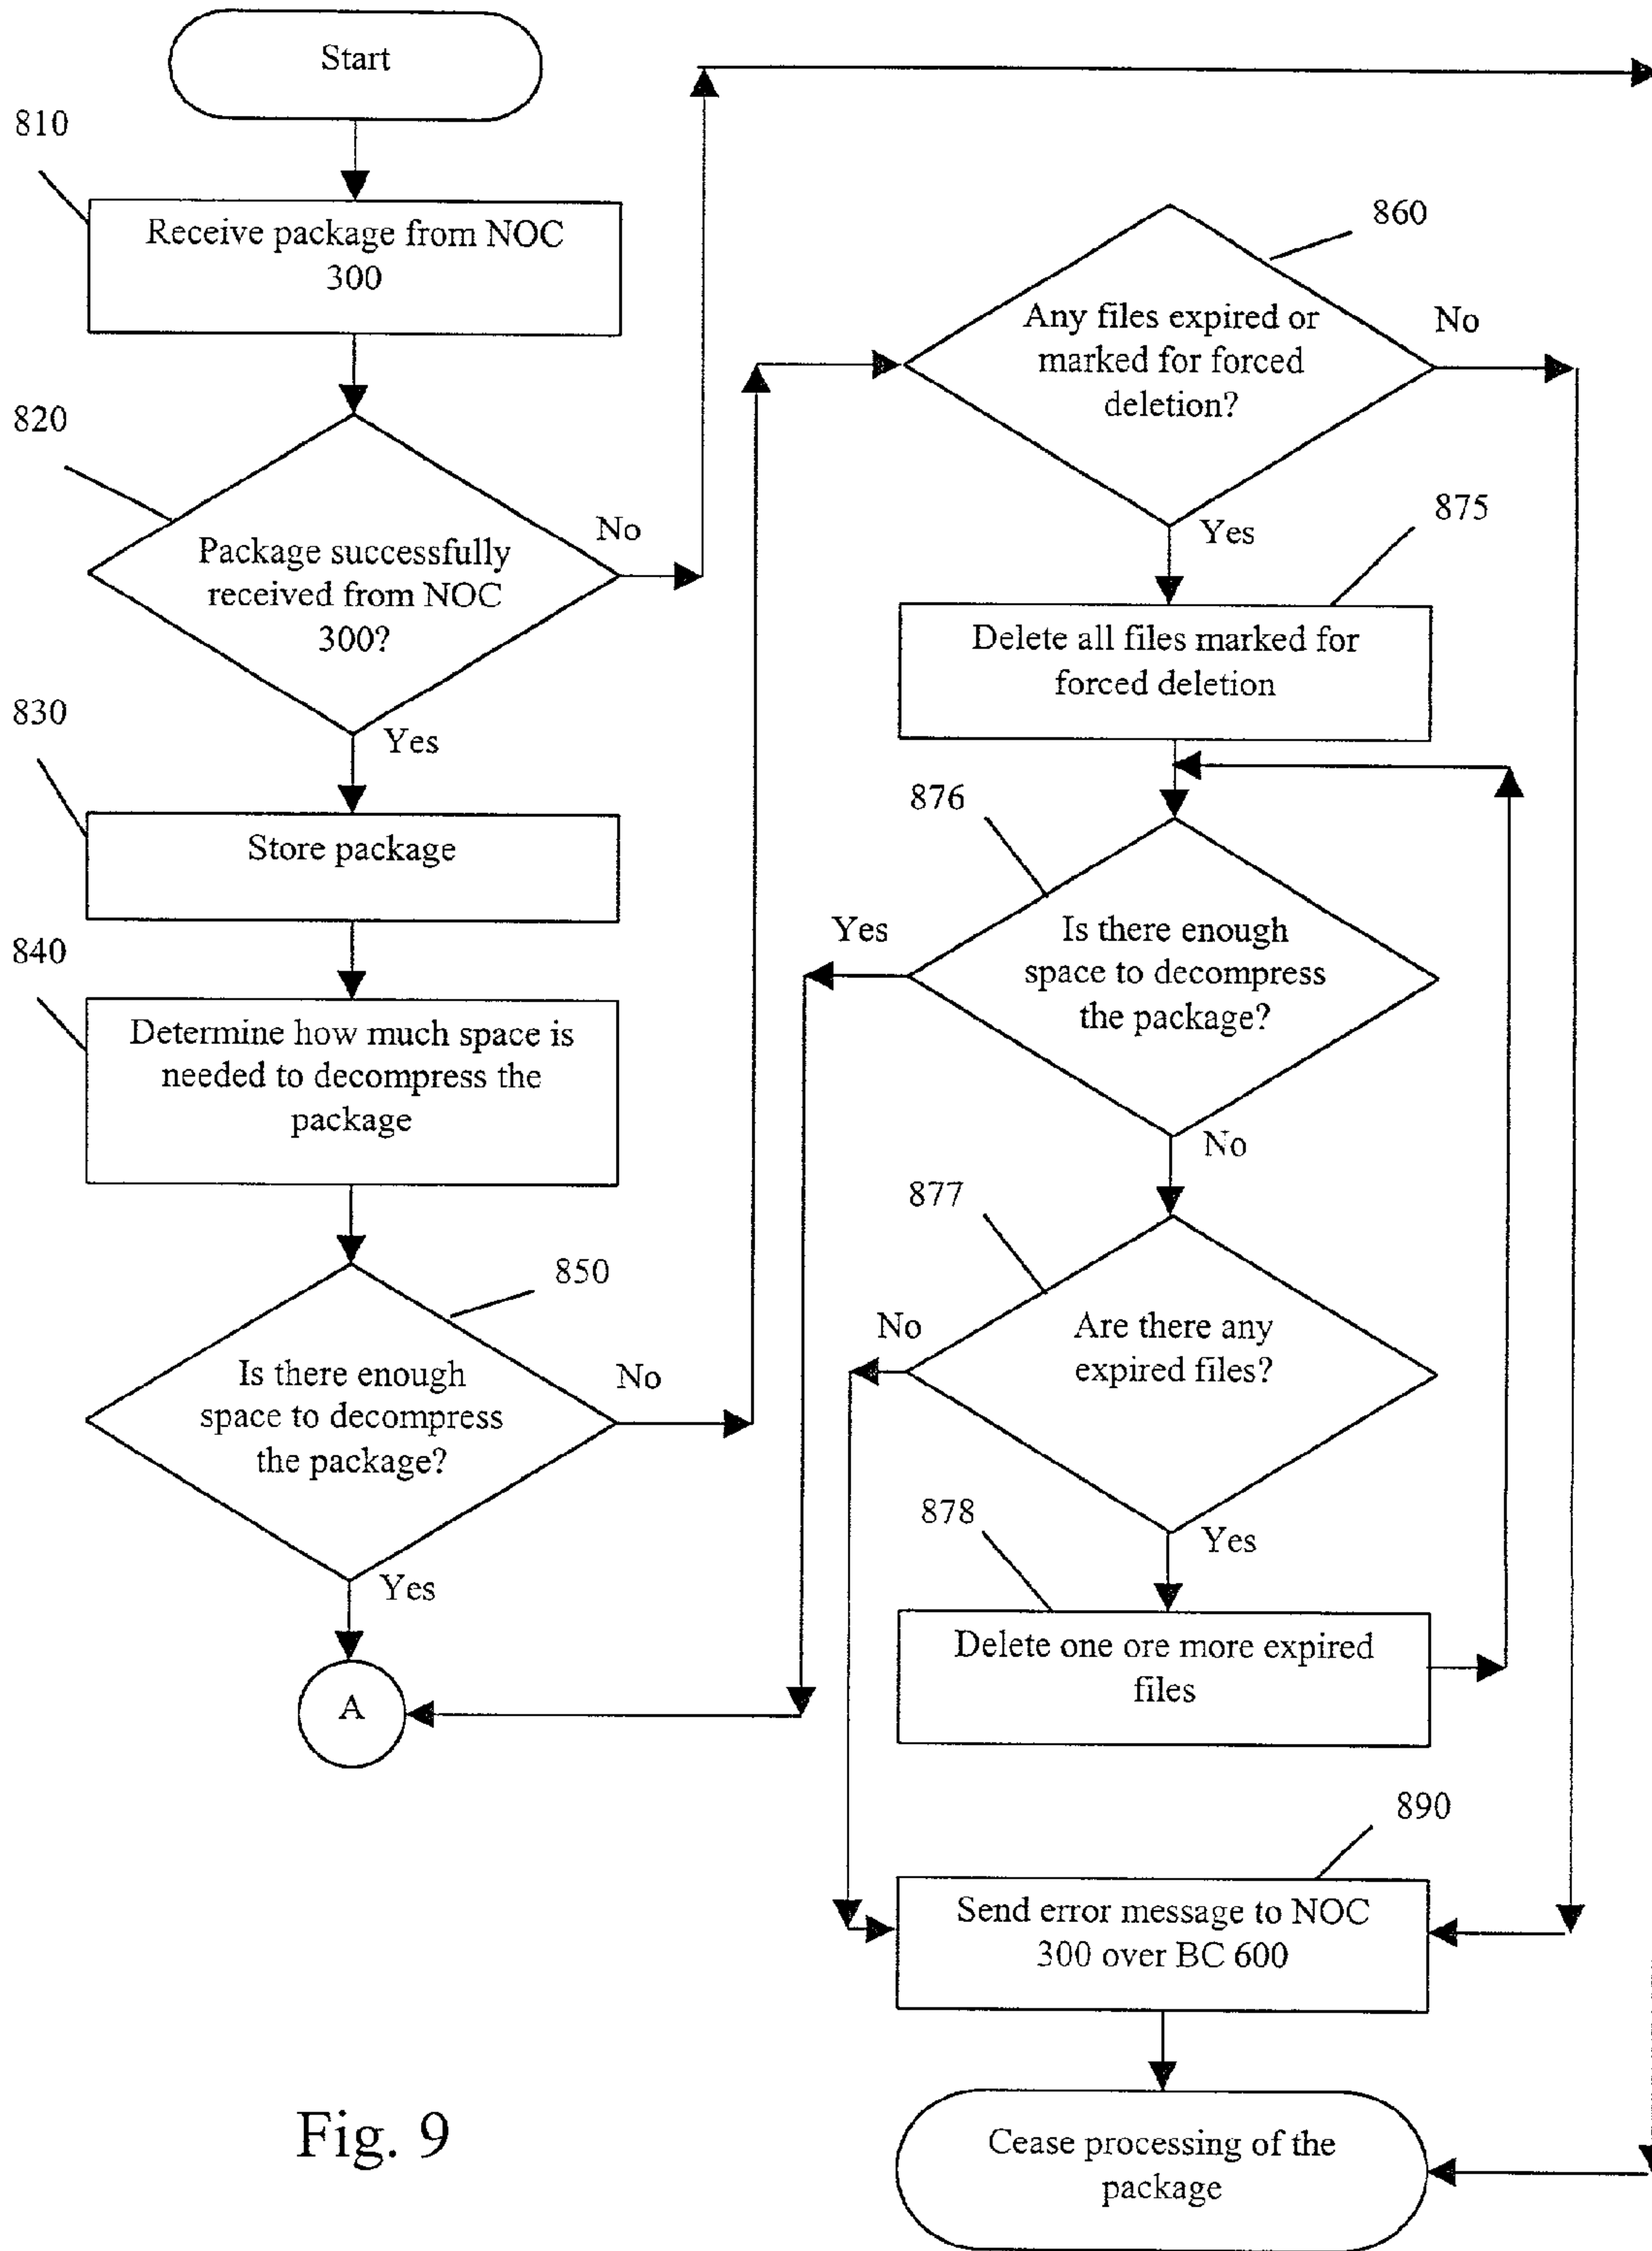 Start
810
Receive package from NOC
300
820
Package successfully
received from NOC
300?
No
Yes
830
Store package
840
Determine how much space is
needed to decompress the
package
850
Is there enough
space to decompress
the package?
No
Yes
A
860
Any files expired or
marked for forced
deletion?
No
Yes
875
Delete all files marked for
forced deletion
876
Is there enough
space to decompress
the package?
Yes
No
877
Are there any
expired files?
No
Yes
878
Delete one ore more expired
files
890
Send error message to NOC
300 over BC 600
Cease processing of the
package
Fig. 9